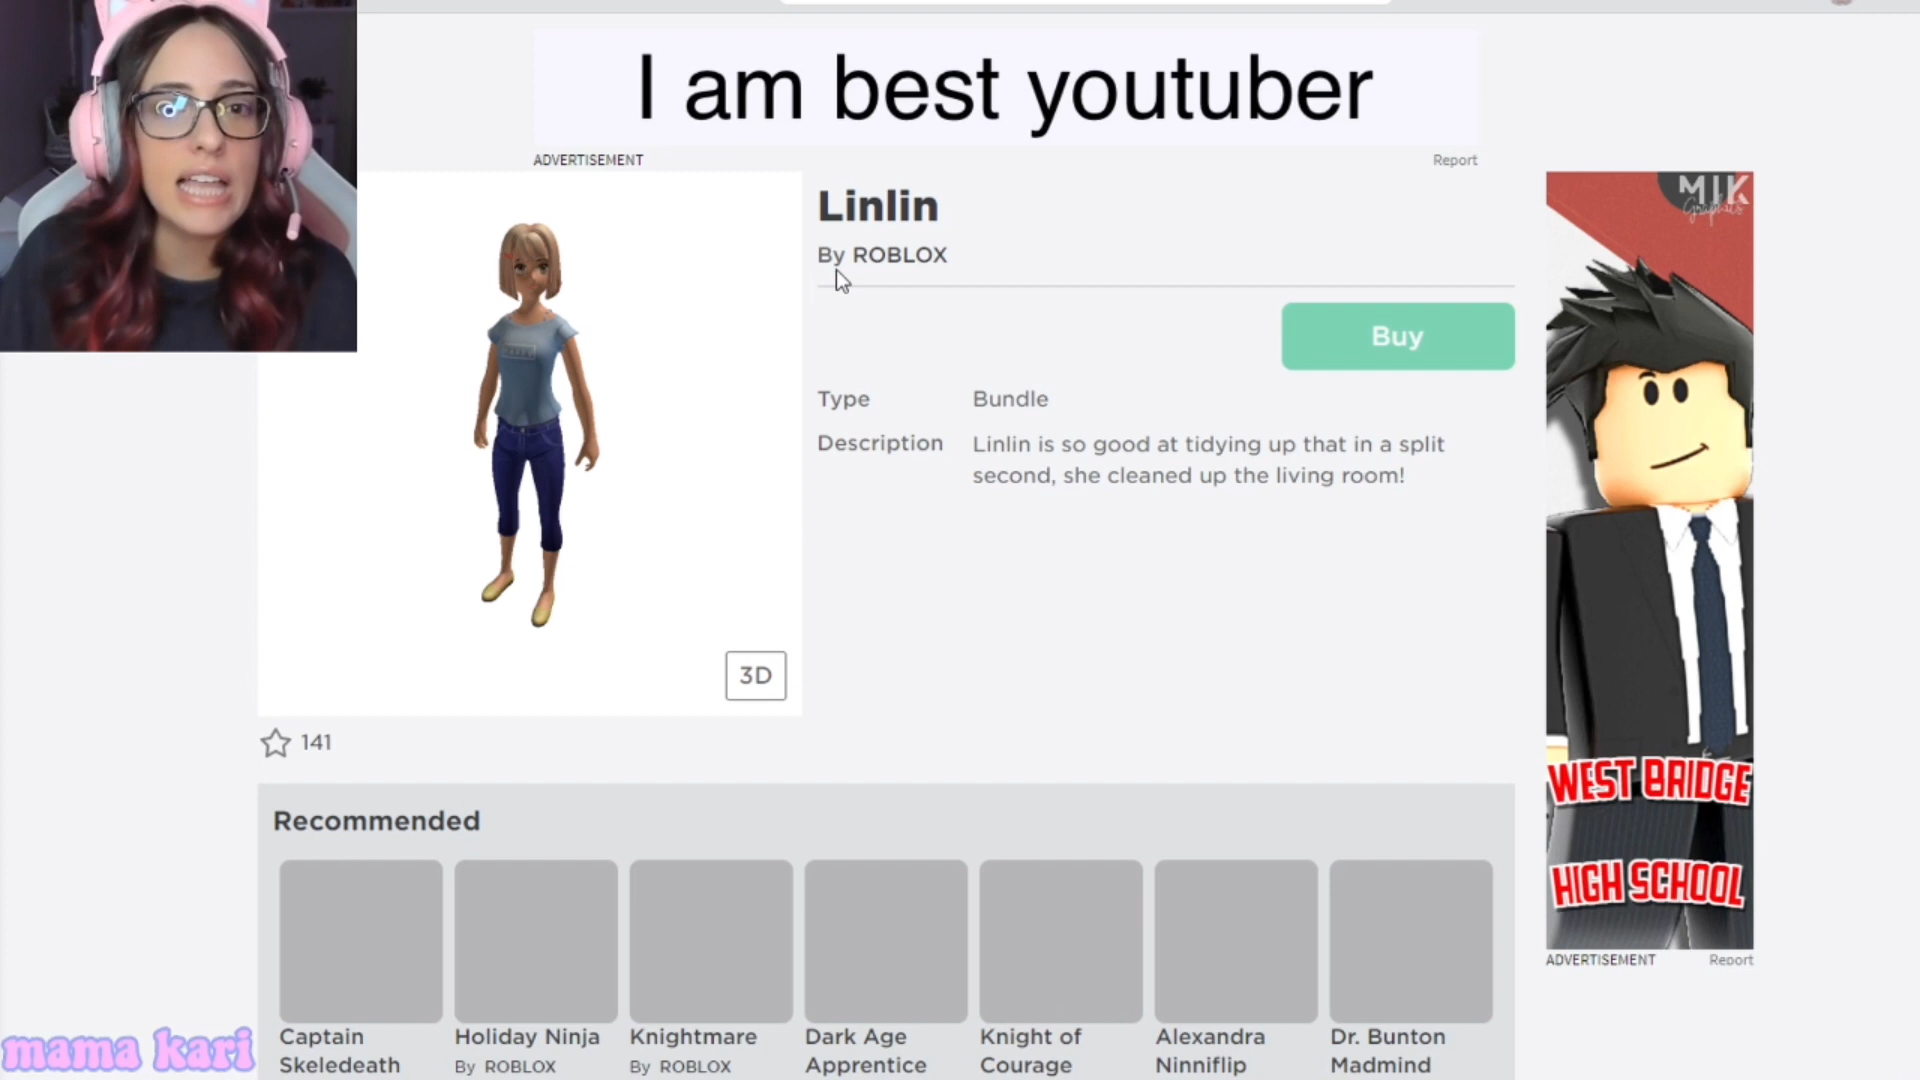 I am best youtuber
ADVERTISEMENT
Report
Linlin
By ROBLOX
Buy
Type
Bundle
Description
Linlin is so good at tidying up that in a split
second, she cleaned up the living room!
3D
141
MJK
Graphics
WEST BRIDGE
HIGH SCHOOL
ADVERTISEMENT
Report
Recommended
Captain
Skeledeath
Holiday Ninja
By ROBLOX
Knightmare
By ROBLOX
Dark Age
Apprentice
Knight of
Courage
Alexandra
Ninniflip
Dr. Bunton
Madmind
mama kari